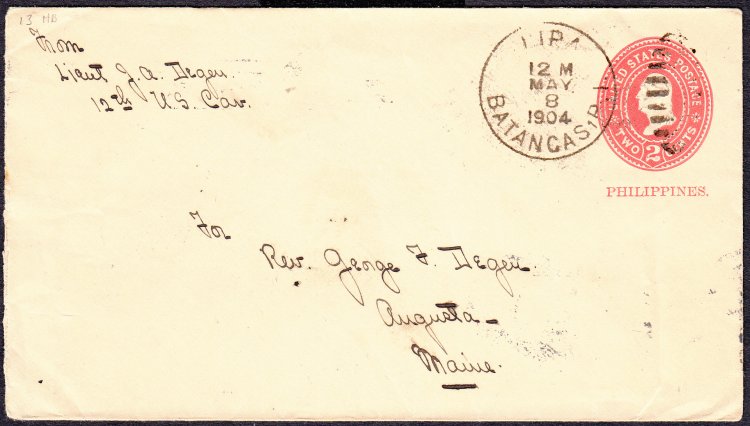 13 HB
From
Lieut J. A. Degen.
12th U.S. Cav.
LIPA
12 M
MAY
8
1904
BATANGAS, P.I.
UNITED STATES POSTAGE
TWO 2 CENTS
PHILIPPINES.
For
Rev. George F. Degen
Augusta -
Maine.